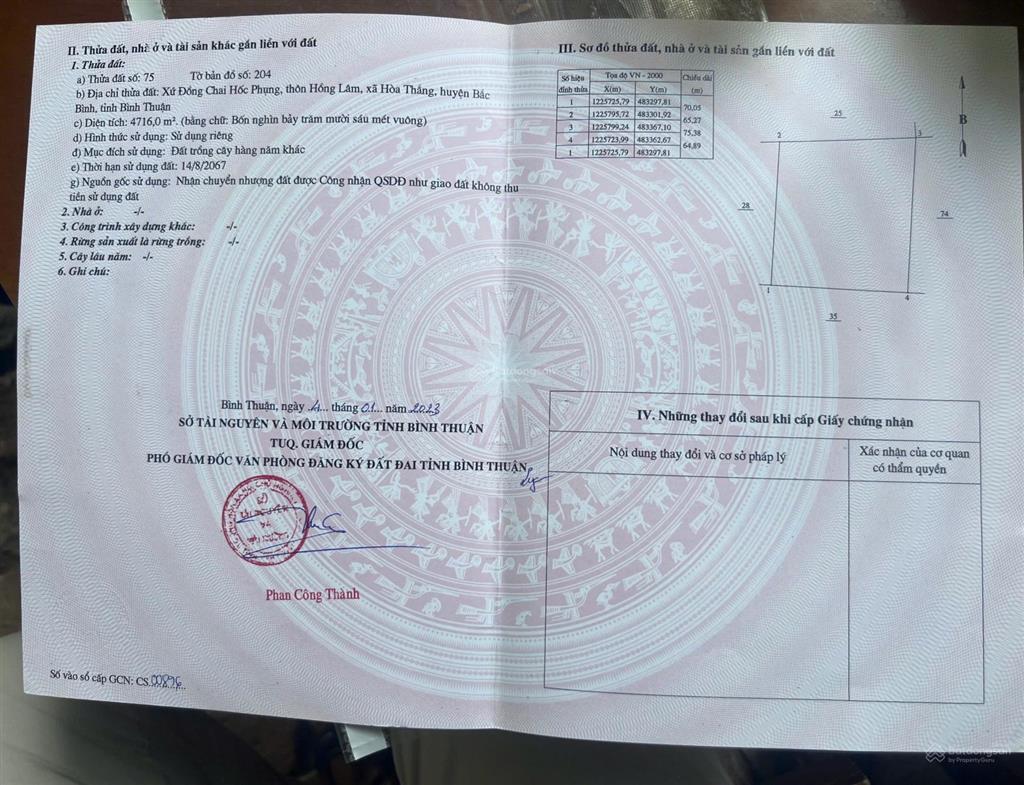 II. Thửa đất, nhà ở và tài sản khác gắn liền với đất
1. Thửa đất:
a) Thửa đất số: 75 Tờ bản đồ số: 204
b) Địa chỉ thửa đất: Xứ Đồng Chai Hốc Phụng, thôn Hồng Lâm, xã Hòa Thắng, huyện Bắc
Bình, tỉnh Bình Thuận
c) Diện tích: 4716,0 m². (bằng chữ: Bốn nghìn bảy trăm mười sáu mét vuông)
d) Hình thức sử dụng: Sử dụng riêng
đ) Mục đích sử dụng: Đất trồng cây hàng năm khác
e) Thời hạn sử dụng đất: 14/8/2067
g) Nguồn gốc sử dụng: Nhận chuyển nhượng đất được Công nhận QSDĐ như giao đất không thu
tiền sử dụng đất
2. Nhà ở: -/-
3. Công trình xây dựng khác: -/-
4. Rừng sản xuất là rừng trồng: -/-
5. Cây lâu năm: -/-
6. Ghi chú:
Bình Thuận, ngày 4... tháng 01... năm 2023
SỞ TÀI NGUYÊN VÀ MÔI TRƯỜNG TỈNH BÌNH THUẬN
TUQ. GIÁM ĐỐC
PHÓ GIÁM ĐỐC VĂN PHÒNG ĐĂNG KÝ ĐẤT ĐAI TỈNH BÌNH THUẬN
SỞ
TÀI NGUYÊN
VÀ
MÔI TRƯỜNG
Phan Công Thành
Số vào sổ cấp GCN: CS.
III. Sơ đồ thửa đất, nhà ở và tài sản gắn liền với đất
Số hiệu đỉnh thửa Tọa độ VN - 2000 Chiều dài (m)
X(m) Y(m)
1 1225725,79 483297,81
70,05
2 1225795,72 483301,92
65,27
3 1225799,24 483367,10
75,38
4 1225723,99 483362,67
64,89
1 1225725,79 483297,81
25
B
2
3
28
74
1
4
35
IV. Những thay đổi sau khi cấp Giấy chứng nhận
Nội dung thay đổi và cơ sở pháp lý
Xác nhận của cơ quan
có thẩm quyền
Batdongsan
by PropertyGuru